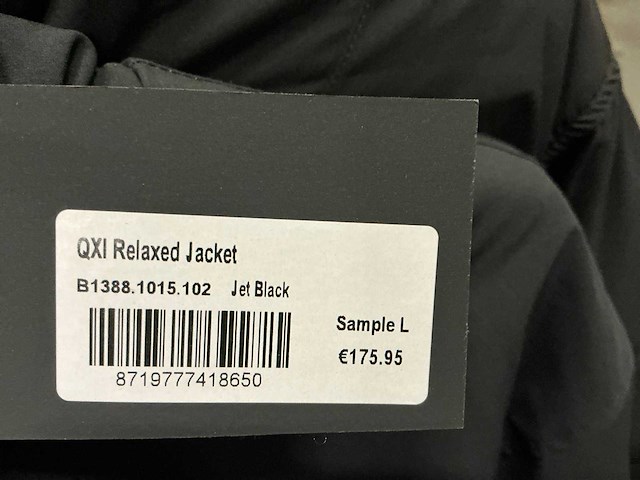 QXI Relaxed Jacket
B1388.1015.102 Jet Black
Sample L
€175.95
8719777418650